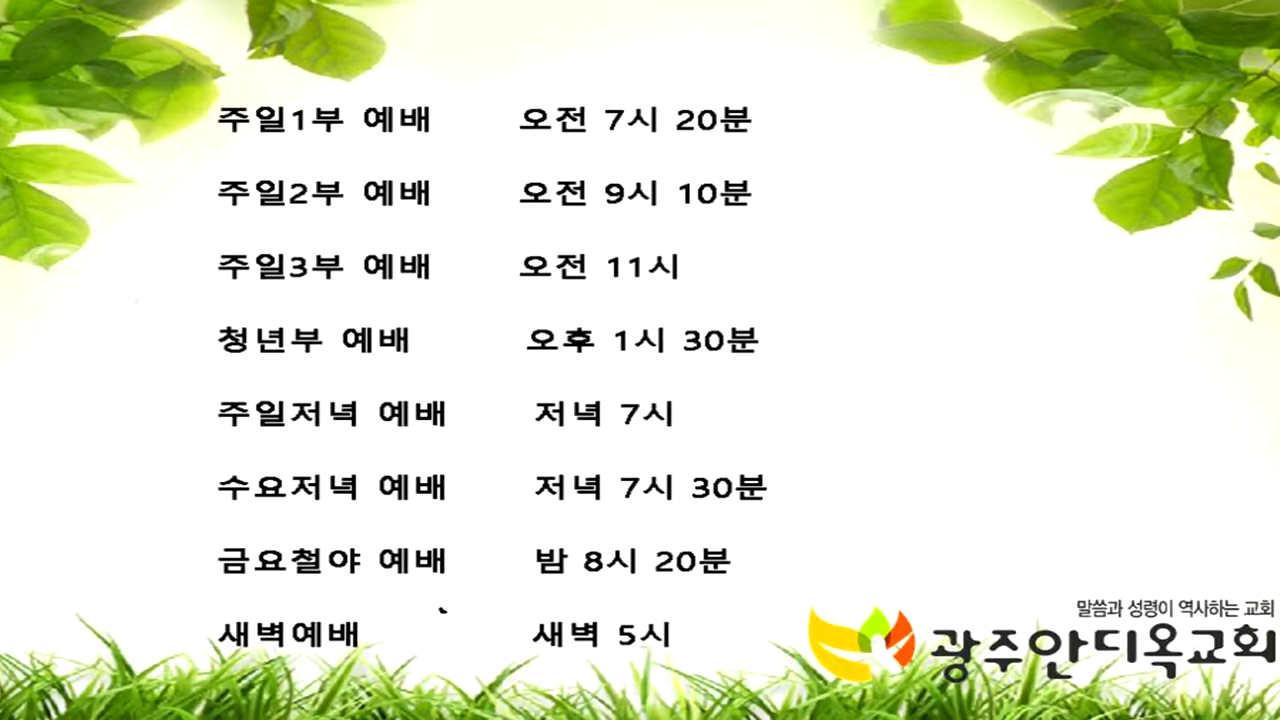 주일1부 예배 오전 7시 20분
주일2부 예배 오전 9시 10분
주일3부 예배 오전 11시
청년부 예배 오후 1시 30분
주일저녁 예배 저녁 7시
수요저녁 예배 저녁 7시 30분
금요철야 예배 밤 8시 20분
새벽예배 새벽 5시
말씀과 성령이 역사하는 교회
광주안디옥교회